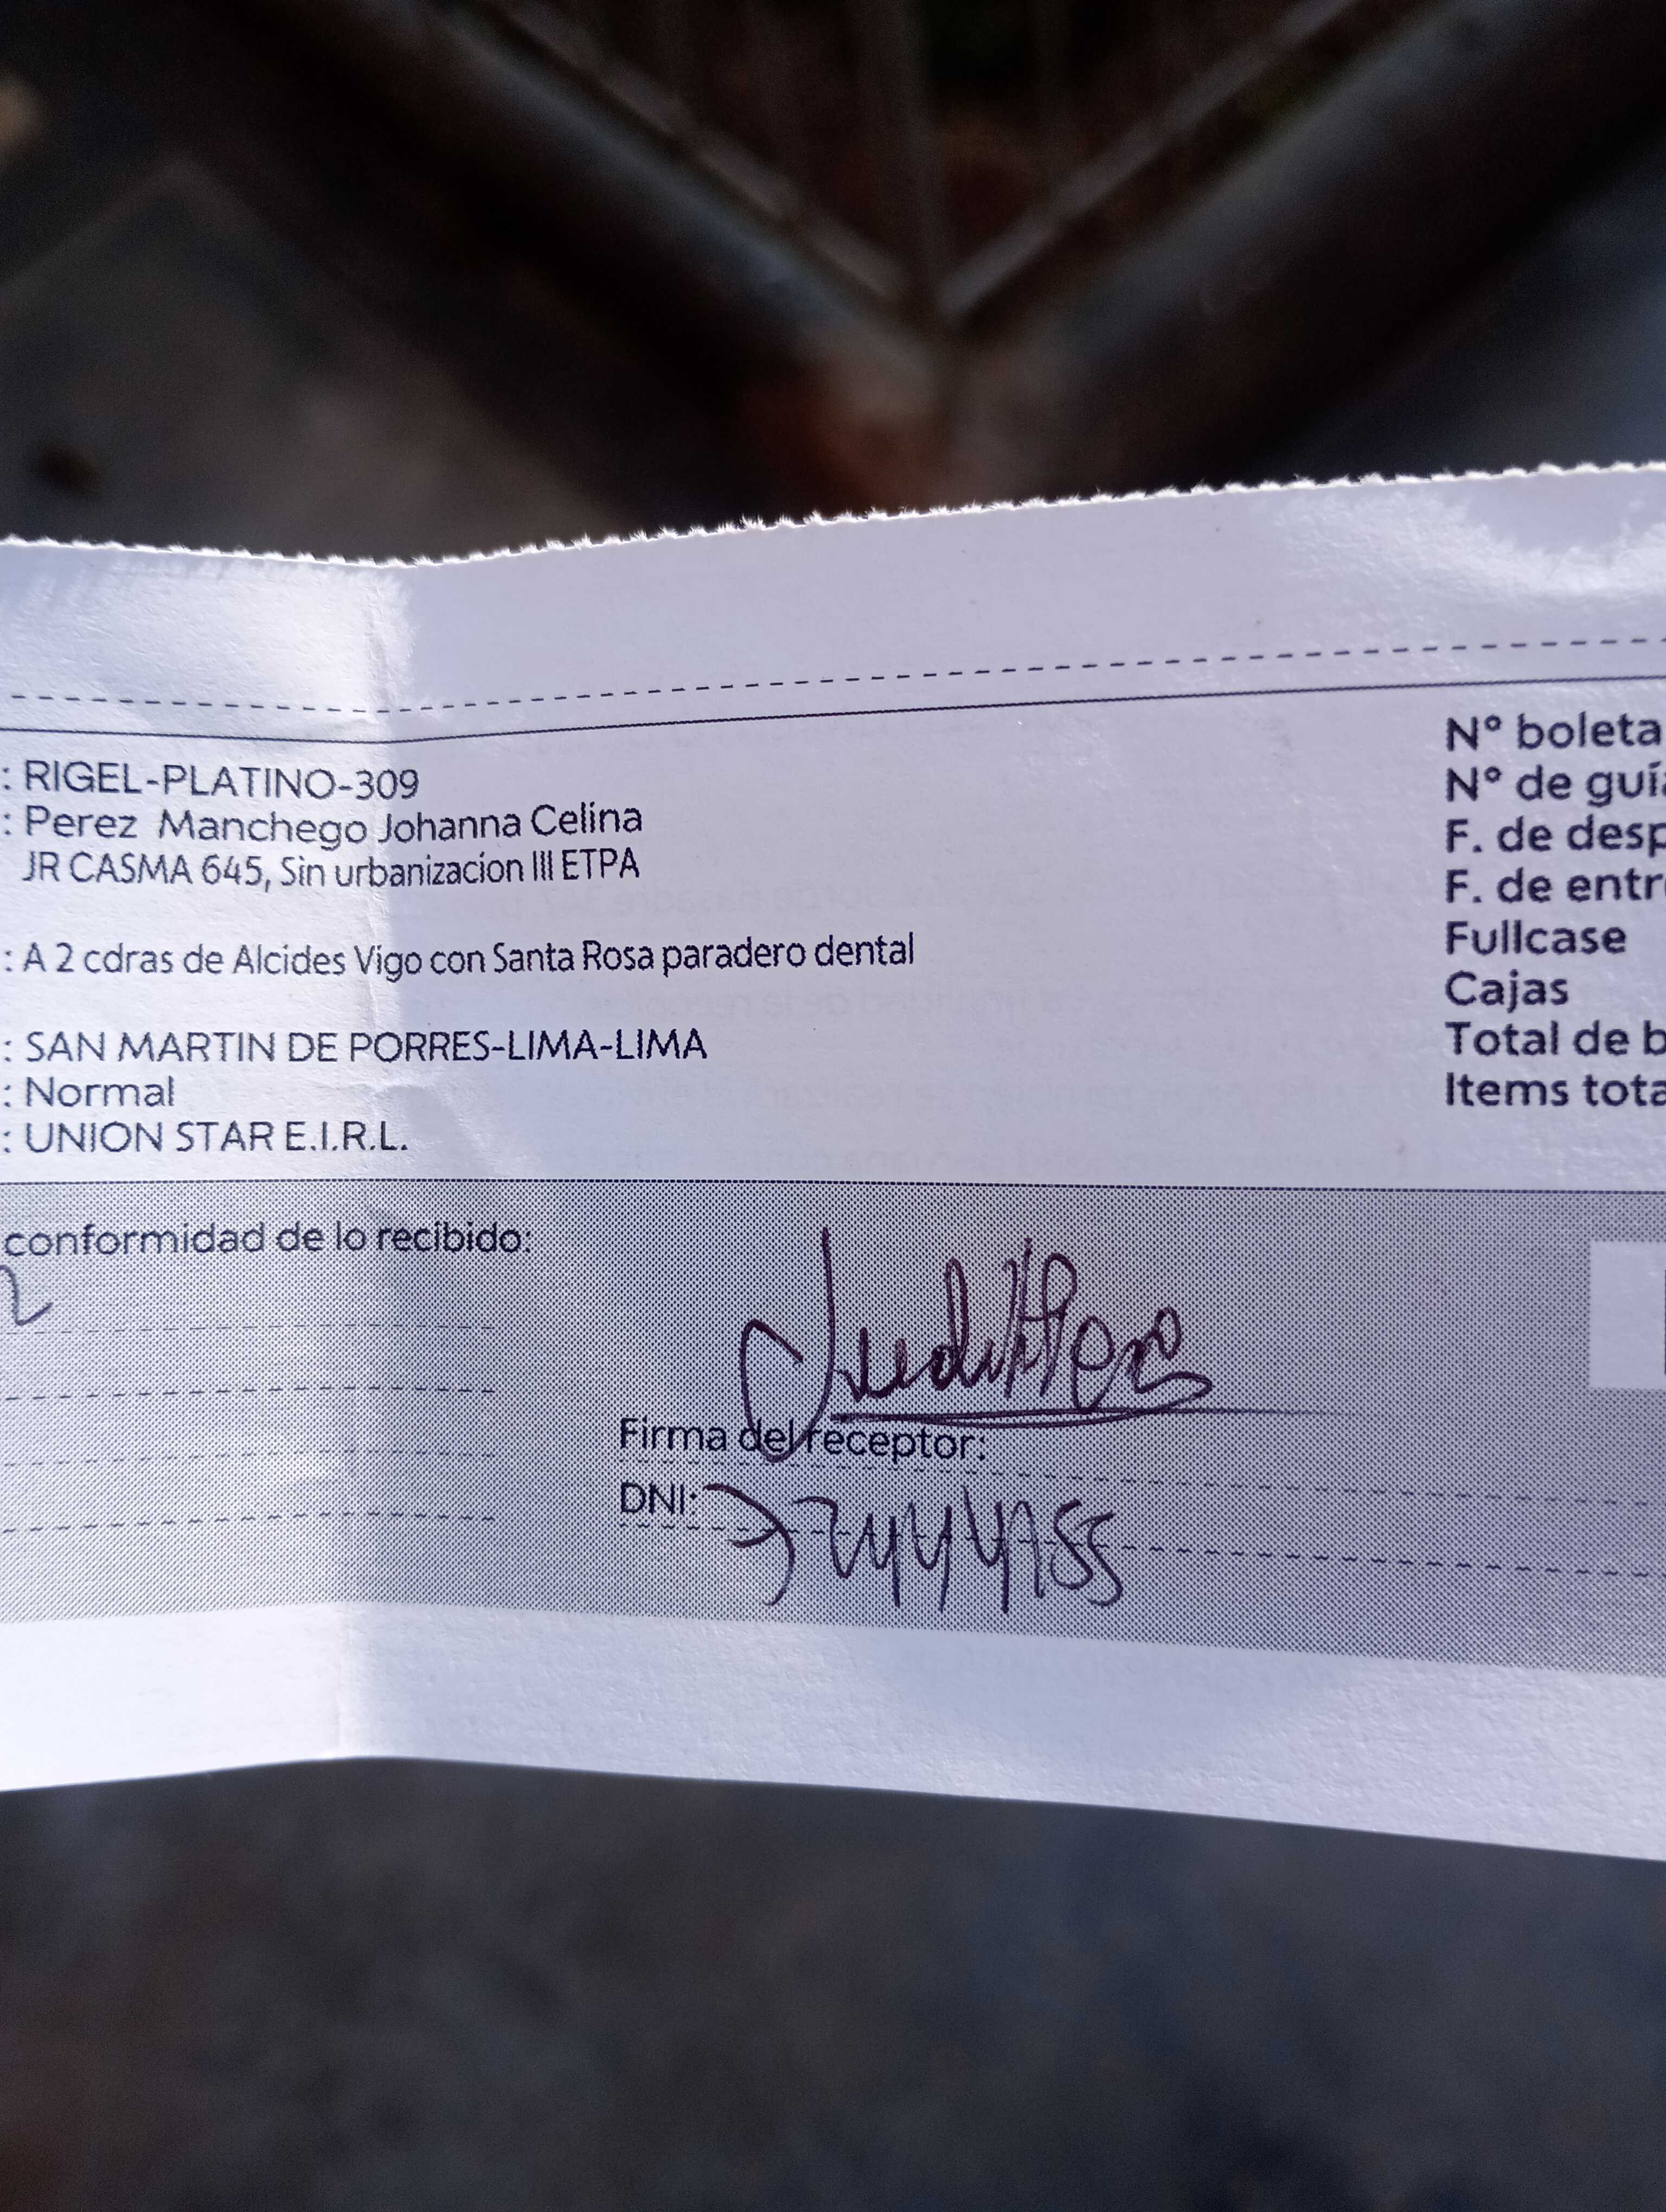 : RIGEL-PLATINO-309
: Perez Manchego Johanna Celina
JR CASMA 645, Sin urbanizacion III ETPA
: A 2 cdras de Alcides Vigo con Santa Rosa paradero dental
: SAN MARTIN DE PORRES-LIMA-LIMA
: Normal
: UNION STAR E.I.R.L.
N° boleta
N° de guía
F. de desp
F. de entr
Fullcase
Cajas
Total de b
Items tota
conformidad de lo recibido:
Firma del receptor:
DNI: